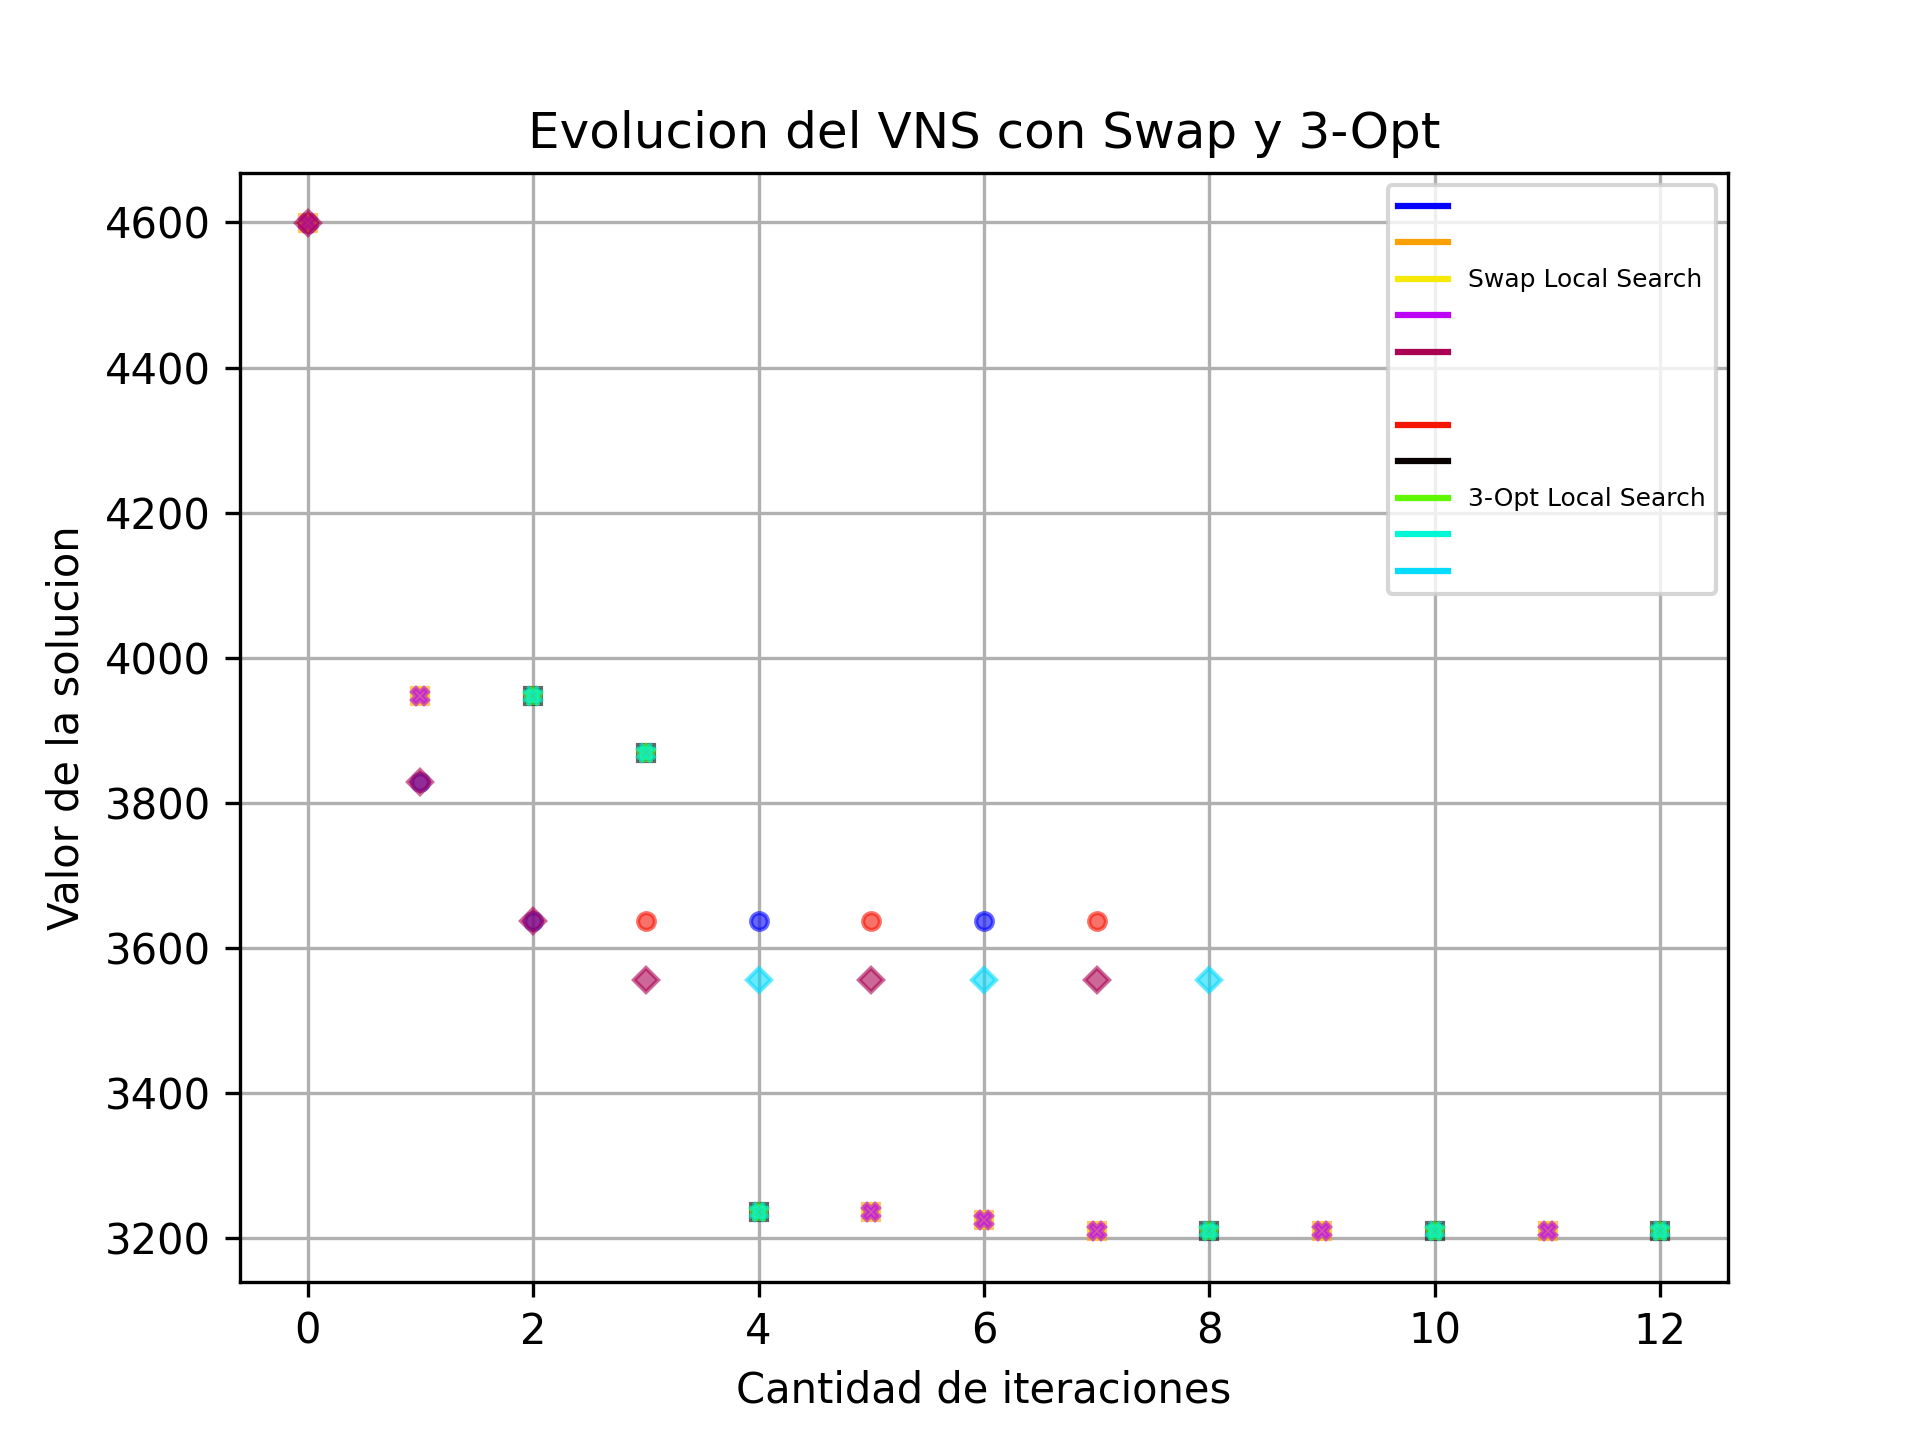 Evolucion del VNS con Swap y 3-Opt
4600
4400
4200
4000
3800
3600
3400
3200
Valor de la solucion
Swap Local Search
3-Opt Local Search
0 2 4 6 8 10 12
Cantidad de iteraciones